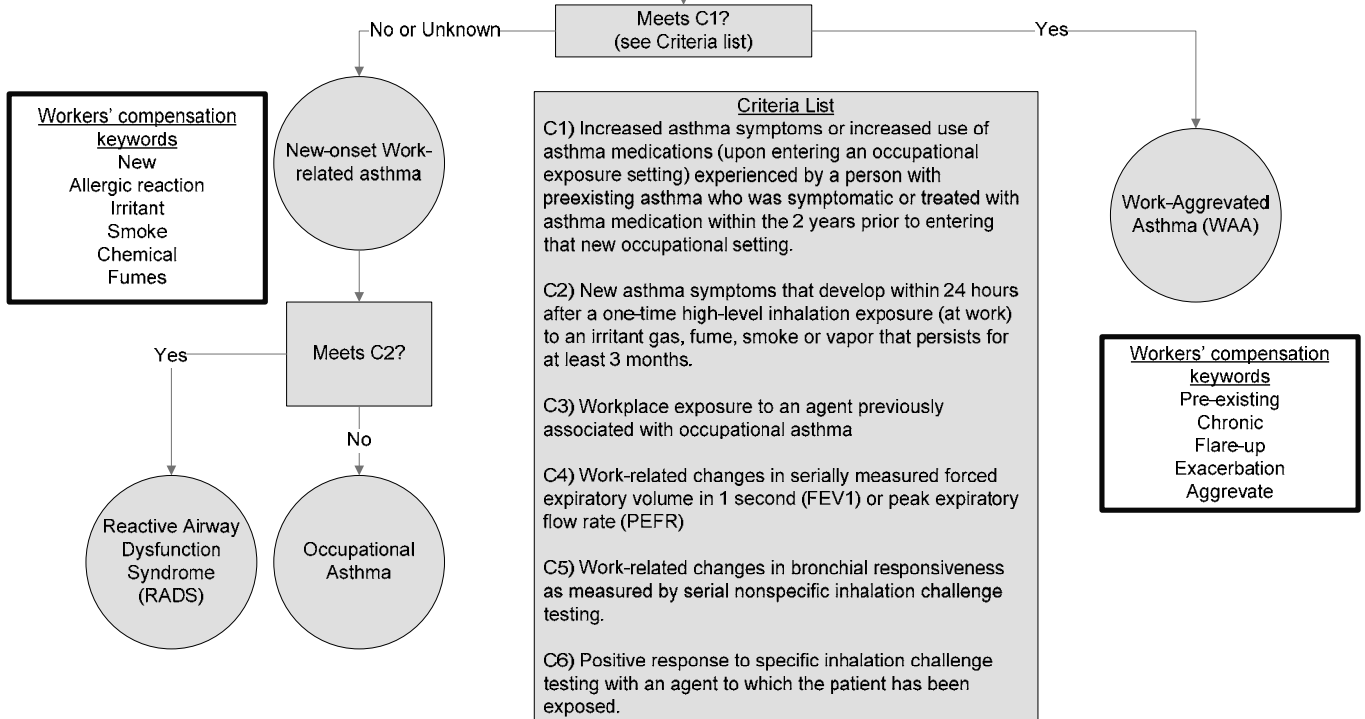 Meets C1?
(see Criteria list)
No or Unknown
Yes
Workers' compensation
keywords
New
Allergic reaction
Irritant
Smoke
Chemical
Fumes
New-onset Work-
related asthma
Meets C2?
Yes
No
Reactive Airway
Dysfunction
Syndrome
(RADS)
Occupational
Asthma
Criteria List
C1) Increased asthma symptoms or increased use of
asthma medications (upon entering an occupational
exposure setting) experienced by a person with
preexisting asthma who was symptomatic or treated with
asthma medication within the 2 years prior to entering
that new occupational setting.
C2) New asthma symptoms that develop within 24 hours
after a one-time high-level inhalation exposure (at work)
to an irritant gas, fume, smoke or vapor that persists for
at least 3 months.
C3) Workplace exposure to an agent previously
associated with occupational asthma
C4) Work-related changes in serially measured forced
expiratory volume in 1 second (FEV1) or peak expiratory
flow rate (PEFR)
C5) Work-related changes in bronchial responsiveness
as measured by serial nonspecific inhalation challenge
testing.
C6) Positive response to specific inhalation challenge
testing with an agent to which the patient has been
exposed.
Work-Aggrevated
Asthma (WAA)
Workers' compensation
keywords
Pre-existing
Chronic
Flare-up
Exacerbation
Aggrevate